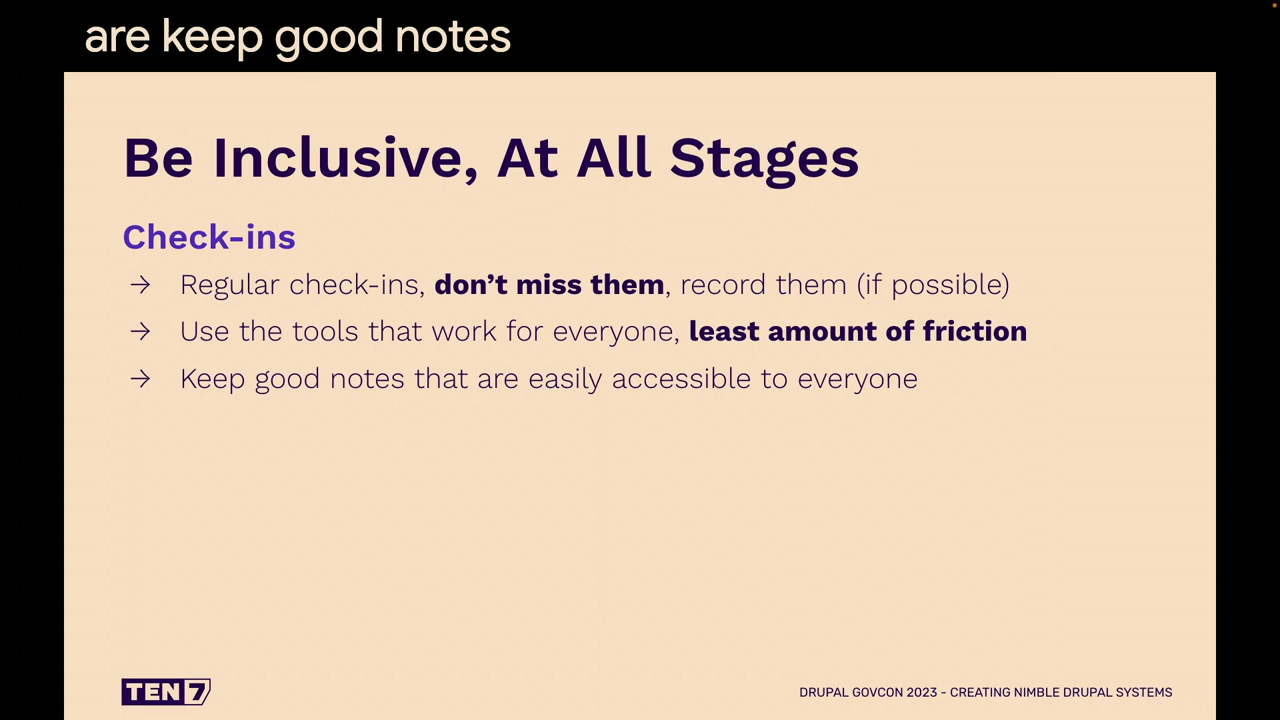 are keep good notes
Be Inclusive, At All Stages
Check-ins
→ Regular check-ins, don’t miss them, record them (if possible)
→ Use the tools that work for everyone, least amount of friction
→ Keep good notes that are easily accessible to everyone
TEN7
DRUPAL GOVCON 2023 - CREATING NIMBLE DRUPAL SYSTEMS